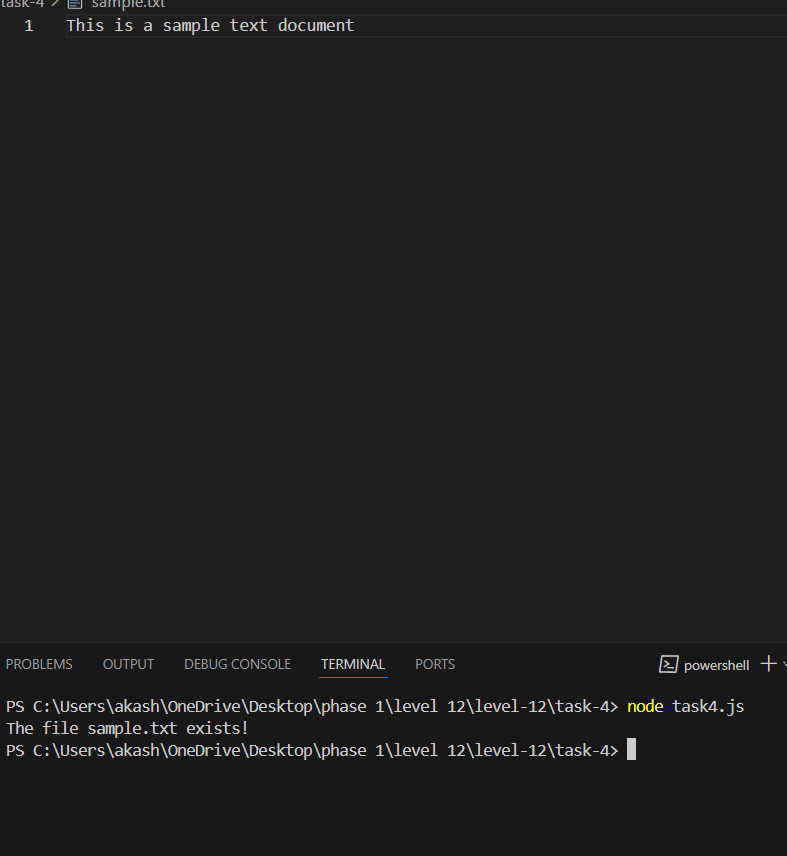 task-4 > sample.txt
1 This is a sample text document
PROBLEMS OUTPUT DEBUG CONSOLE TERMINAL PORTS powershell
PS C:\Users\akash\OneDrive\Desktop\phase 1\level 12\level-12\task-4> node task4.js
The file sample.txt exists!
PS C:\Users\akash\OneDrive\Desktop\phase 1\level 12\level-12\task-4>